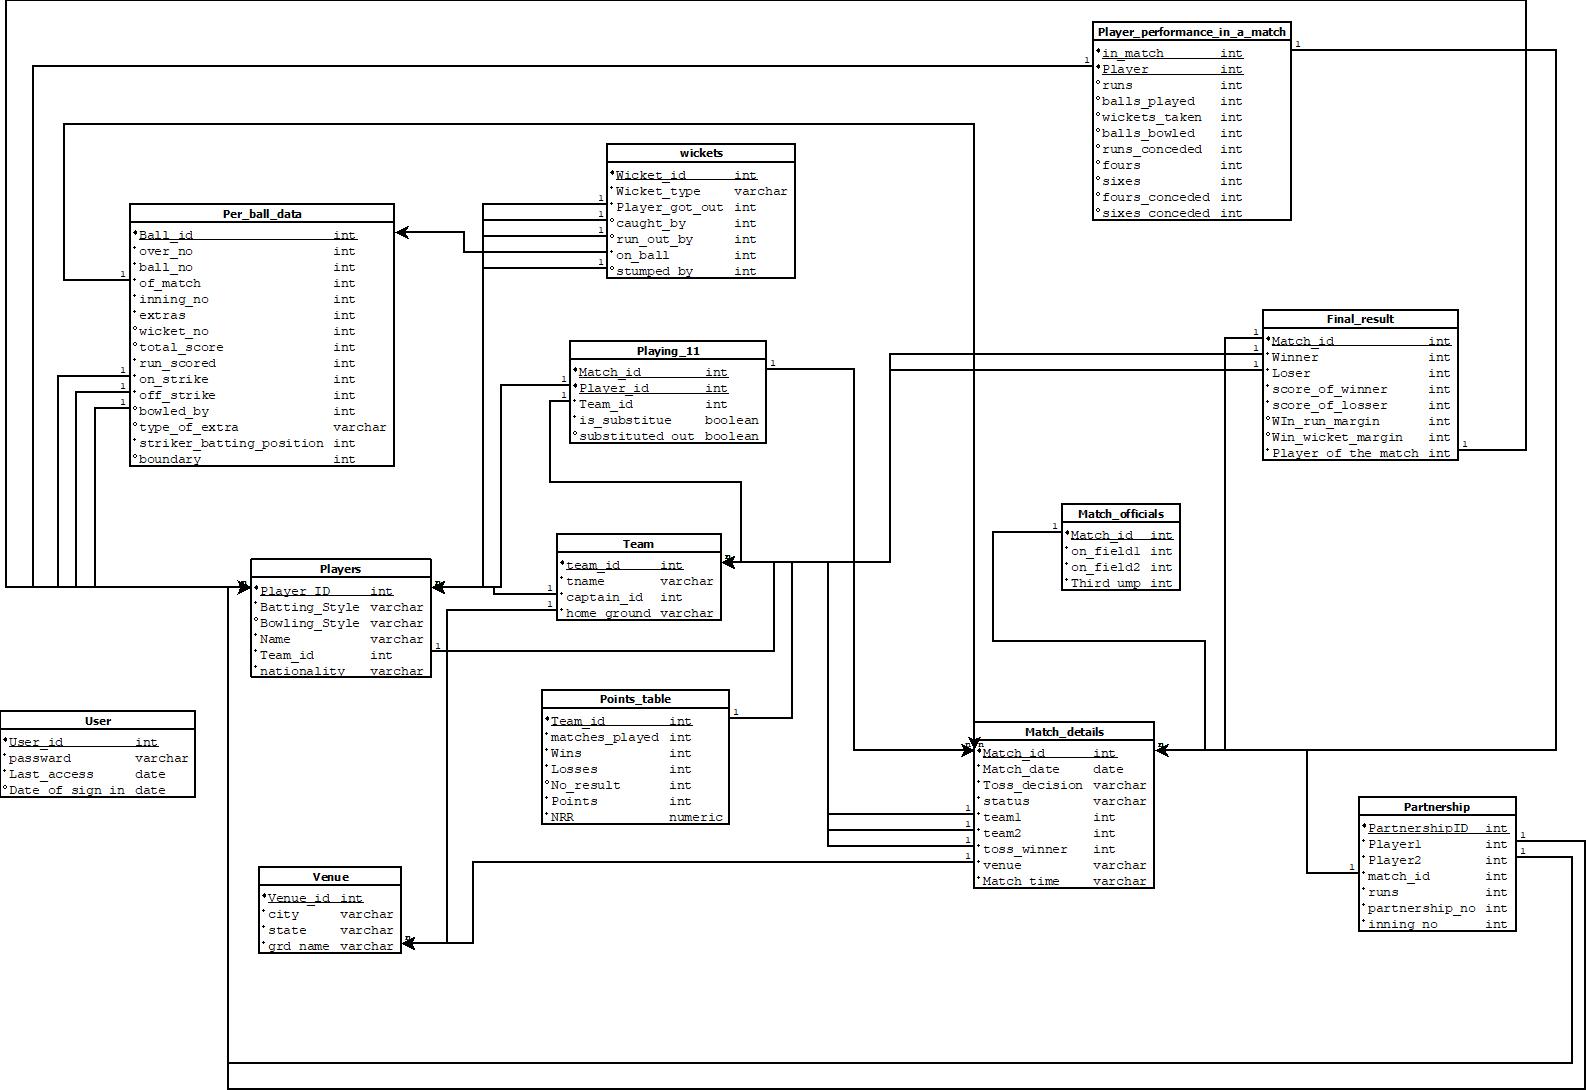 Player_performance_in_a_match
in_match int
Player int
runs int
balls_played int
wickets_taken int
balls_bowled int
runs_conceded int
fours int
sixes int
fours_conceded int
sixes_conceded int
1
1
wickets
Wicket_id int
Wicket_type varchar
Player_got_out int
caught_by int
run_out_by int
on_ball int
stumped_by int
1
1
1
1
Per_ball_data
Ball_id int
over_no int
ball_no int
of_match int
inning_no int
extras int
wicket_no int
total_score int
run_scored int
on_strike int
off_strike int
bowled_by int
type_of_extra varchar
striker_batting_position int
boundary int
1
1
1
1
Final_result
Match_id int
Winner int
Loser int
score_of_winner int
score_of_losser int
WIn_run_margin int
Win_wicket_margin int
Player_of_the_match int
1
1
1
1
Playing_11
Match_id int
Player_id int
Team_id int
is_substitue boolean
substituted_out boolean
1
1
1
Match_officials
Match_id int
on_field1 int
on_field2 int
Third_ump int
1
Team
team_id int
tname varchar
captain_id int
home_ground varchar
n
1
1
Players
Player_ID int
Batting_Style varchar
Bowling_Style varchar
Name varchar
Team_id int
nationality varchar
n
n
1
Points_table
Team_id int
matches_played int
Wins int
Losses int
No_result int
Points int
NRR numeric
1
User
User_id int
passward varchar
Last_access date
Date_of_sign_in date
Match_details
Match_id int
Match_date date
Toss_decision varchar
status varchar
team1 int
team2 int
toss_winner int
venue varchar
Match_time varchar
n
n
n
1
1
1
1
Partnership
PartnershipID int
Player1 int
Player2 int
match_id int
runs int
partnership_no int
inning_no int
1
1
1
Venue
Venue_id int
city varchar
state varchar
grd_name varchar
n